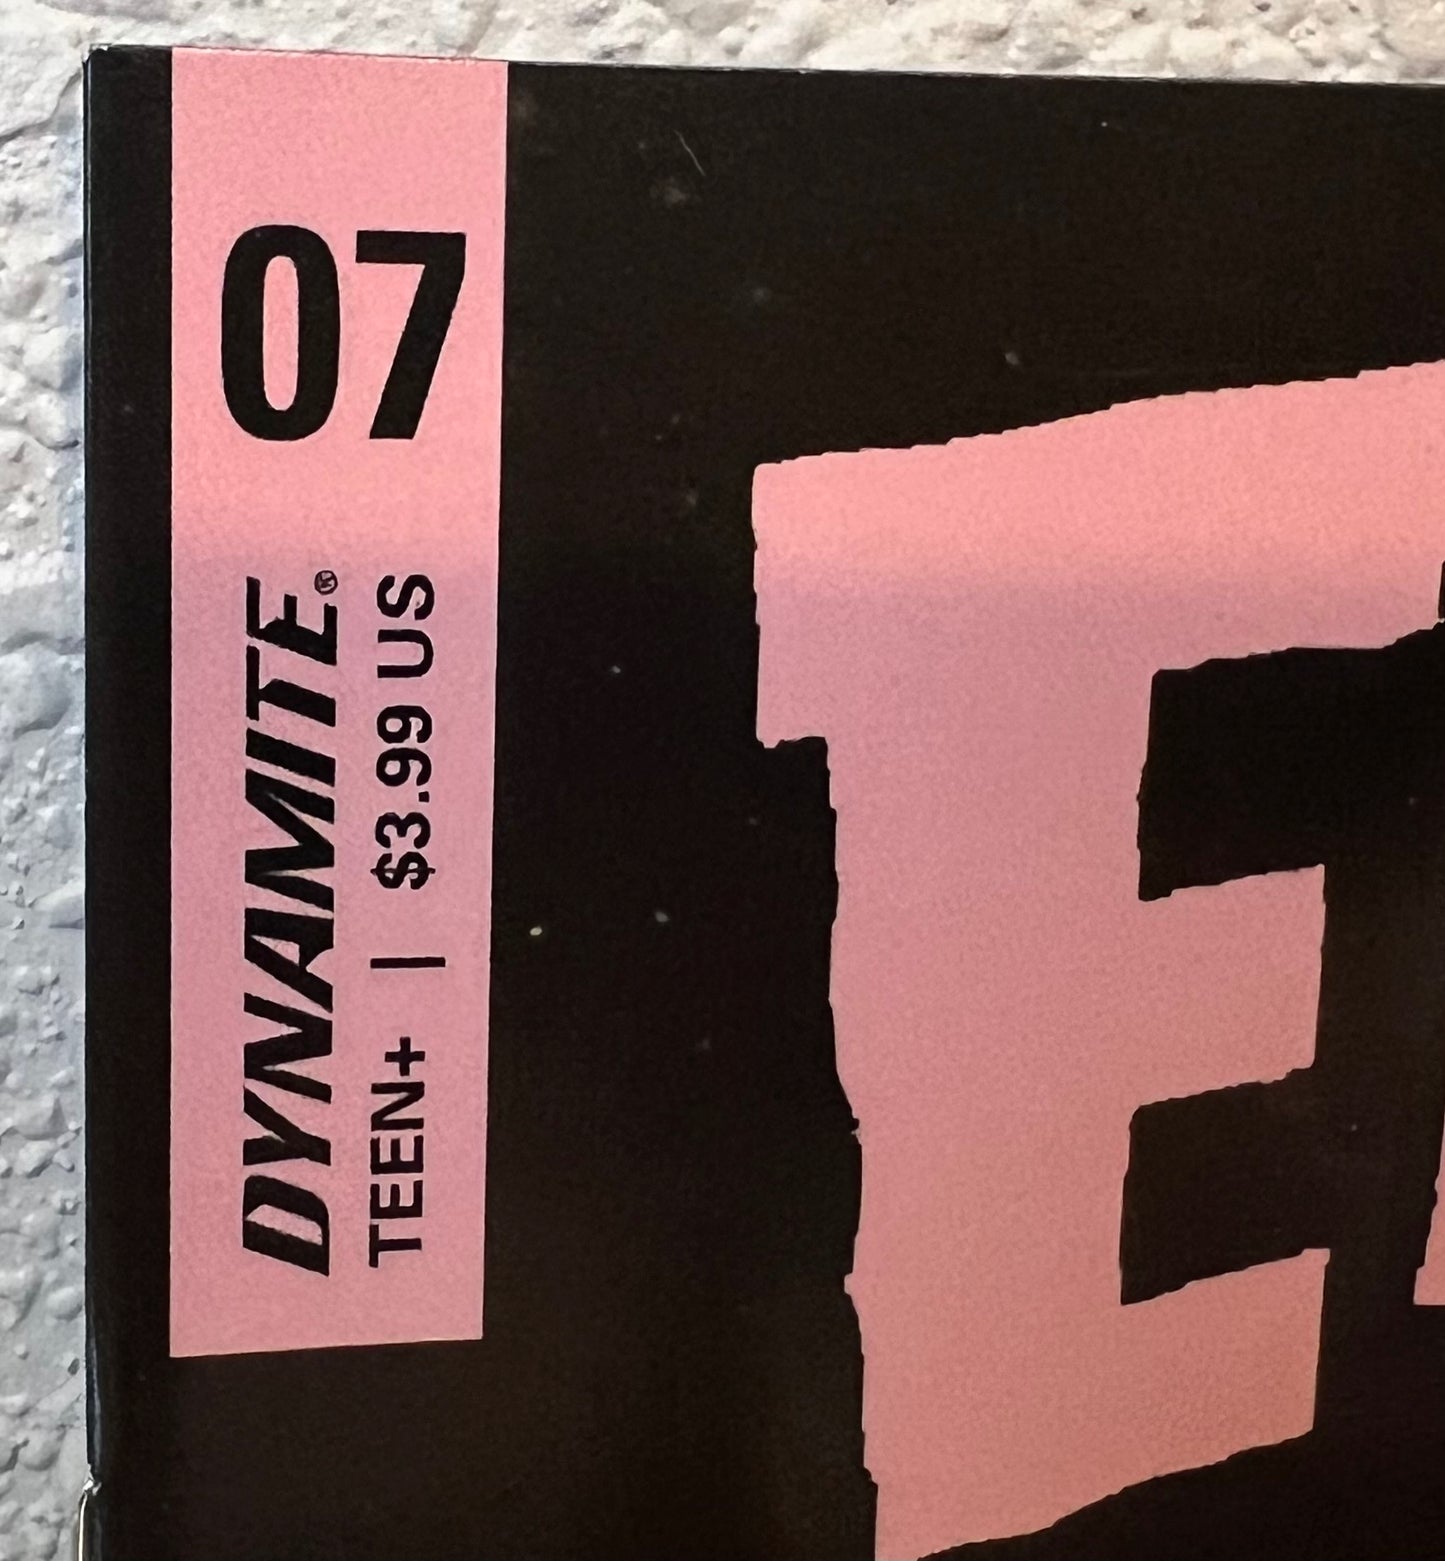 07
DYNAMITE®
TEEN+ | $3.99 US
E